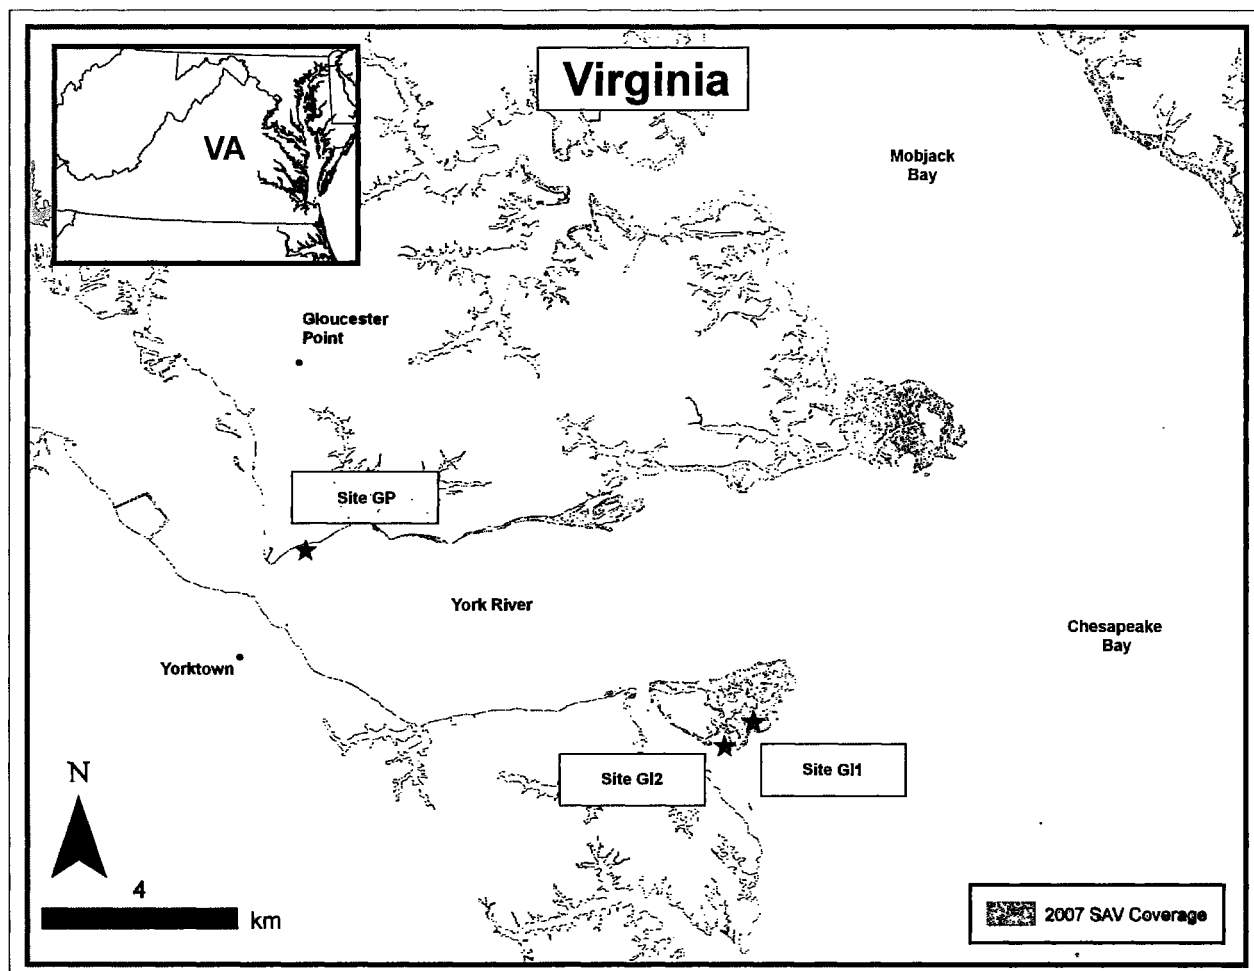 Virginia
VA
Mobjack
Bay
Gloucester
Point
Site GP
York River
Chesapeake
Bay
Yorktown
Site GI2
Site GI1
N
4
km
2007 SAV Coverage